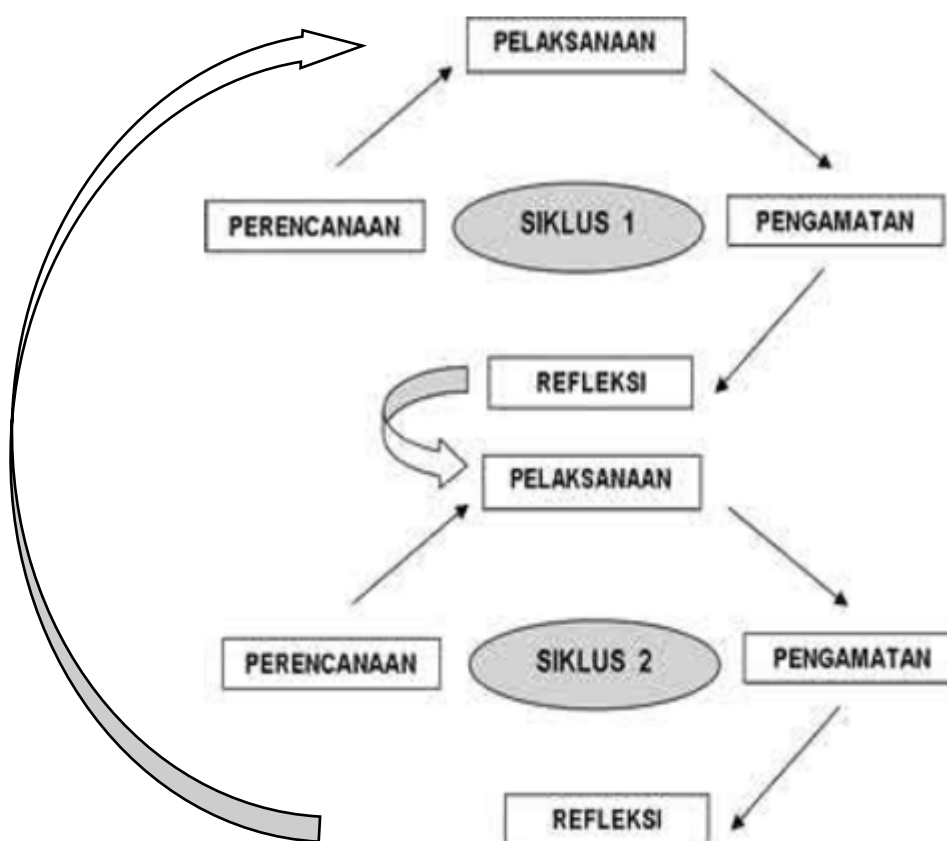 PELAKSANAAN
PERENCANAAN
SIKLUS 1
PENGAMATAN
REFLEKSI
PELAKSANAAN
PERENCANAAN
SIKLUS 2
PENGAMATAN
REFLEKSI